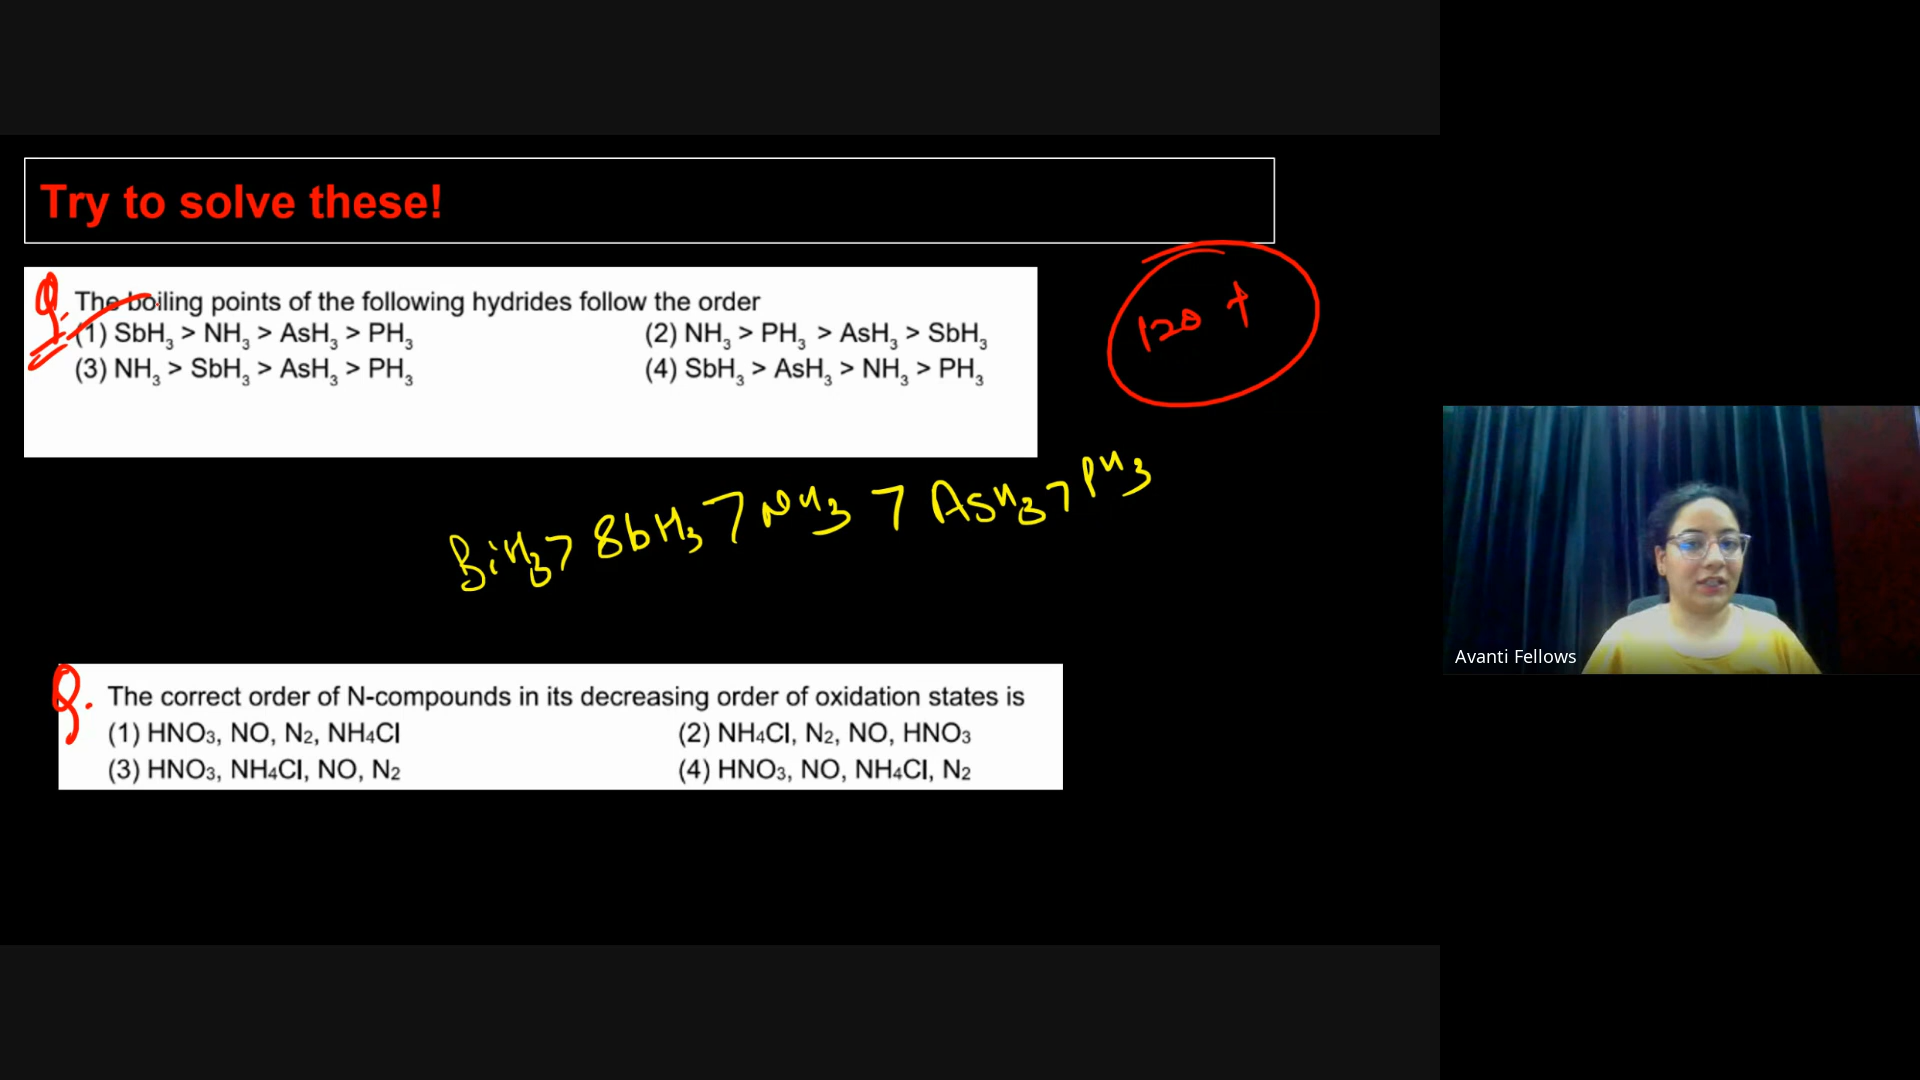 Try to solve these!
Q. The boiling points of the following hydrides follow the order
(1) SbH₃ > NH₃ > AsH₃ > PH₃ (2) NH₃ > PH₃ > AsH₃ > SbH₃
(3) NH₃ > SbH₃ > AsH₃ > PH₃ (4) SbH₃ > AsH₃ > NH₃ > PH₃
120 +
BiH₃ > SbH₃ > NH₃ > AsH₃ > PH₃
Avanti Fellows
Q. The correct order of N-compounds in its decreasing order of oxidation states is
(1) HNO₃, NO, N₂, NH₄Cl (2) NH₄Cl, N₂, NO, HNO₃
(3) HNO₃, NH₄Cl, NO, N₂ (4) HNO₃, NO, NH₄Cl, N₂